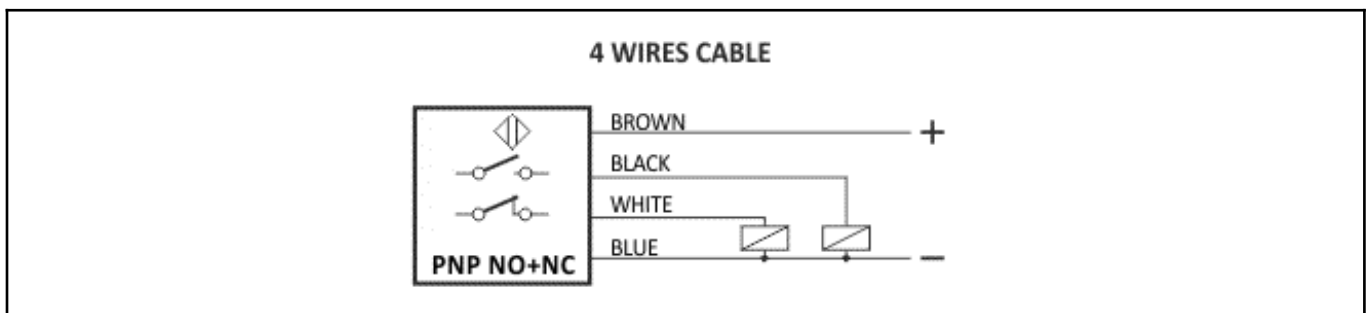 4 WIRES CABLE
BROWN
+
BLACK
WHITE
BLUE
PNP NO+NC
−